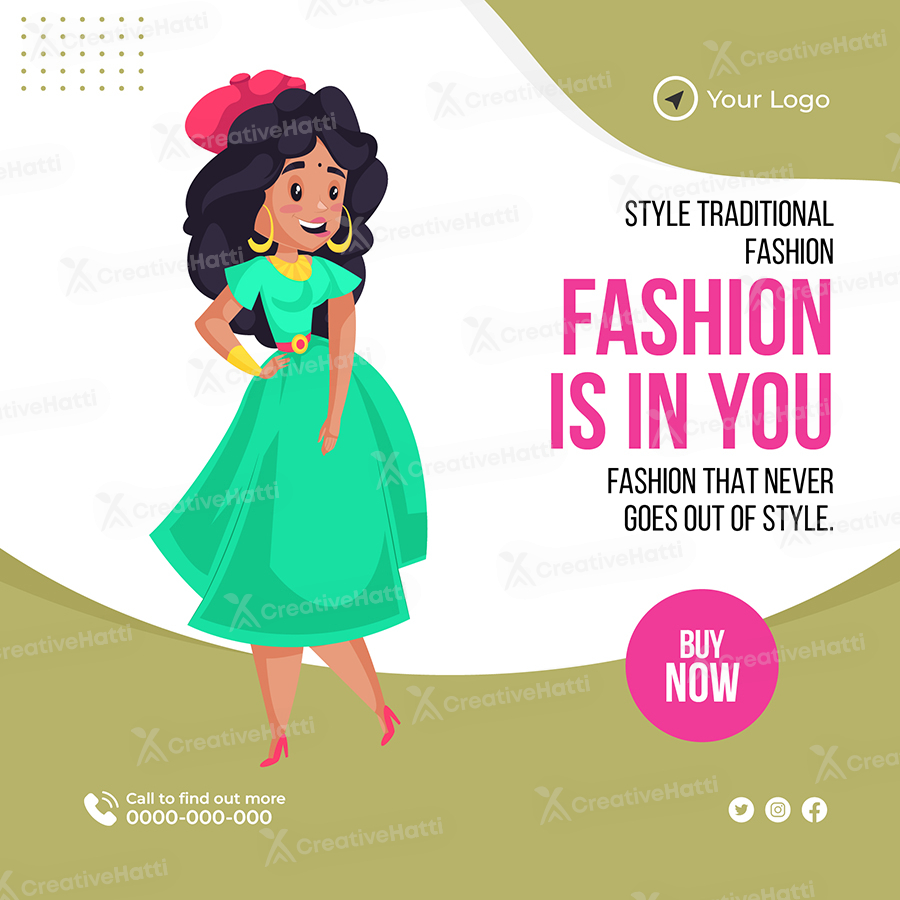 Your Logo
STYLE TRADITIONAL
FASHION
FASHION
IS IN YOU
FASHION THAT NEVER
GOES OUT OF STYLE.
BUY
NOW
Call to find out more
0000-000-000
CreativeHatti